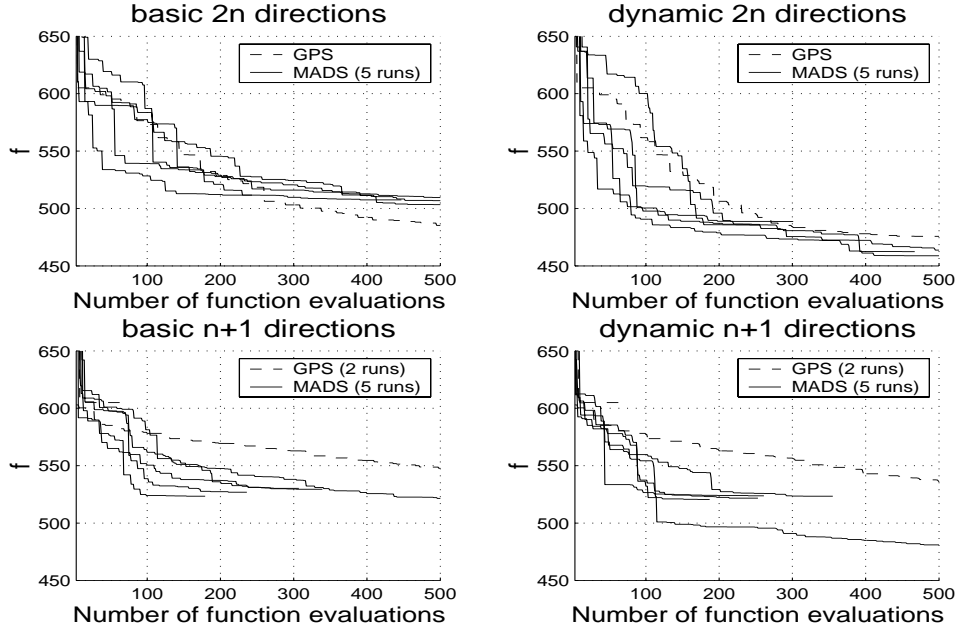 basic 2n directions
650
600
550
500
450
f
GPS
MADS (5 runs)
100 200 300 400 500
Number of function evaluations
dynamic 2n directions
650
600
550
500
450
f
GPS
MADS (5 runs)
100 200 300 400 500
Number of function evaluations
basic n+1 directions
650
600
550
500
450
f
GPS (2 runs)
MADS (5 runs)
100 200 300 400 500
Number of function evaluations
dynamic n+1 directions
650
600
550
500
450
f
GPS (2 runs)
MADS (5 runs)
100 200 300 400 500
Number of function evaluations